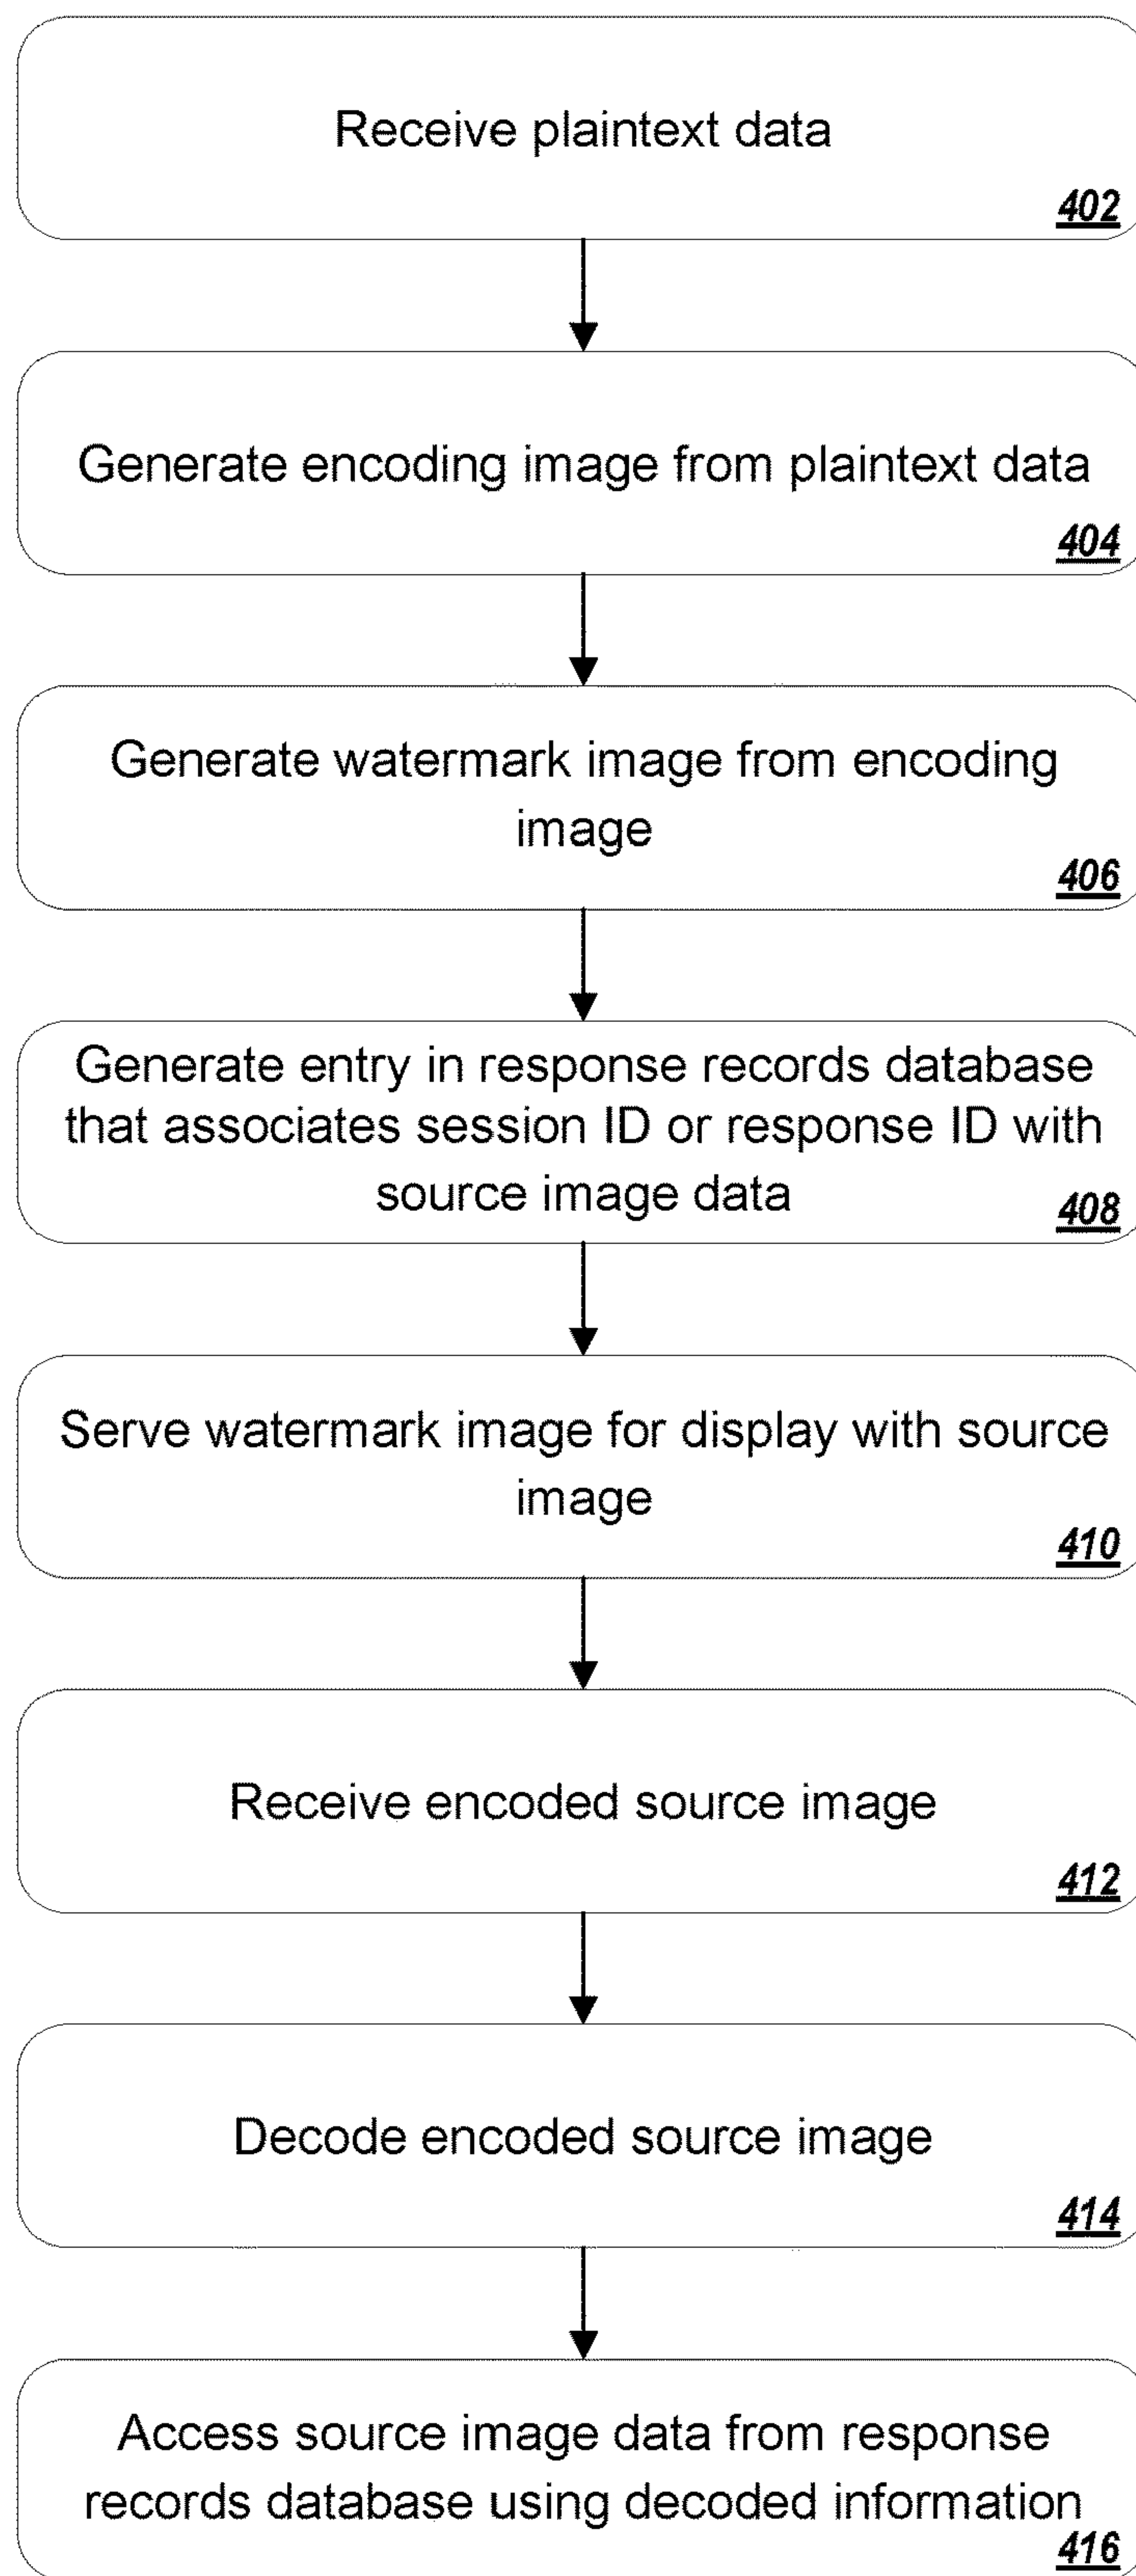 Receive plaintext data
402
Generate encoding image from plaintext data
404
Generate watermark image from encoding
image
406
Generate entry in response records database
that associates session ID or response ID with
source image data
408
Serve watermark image for display with source
image
410
Receive encoded source image
412
Decode encoded source image
414
Access source image data from response
records database using decoded information
416